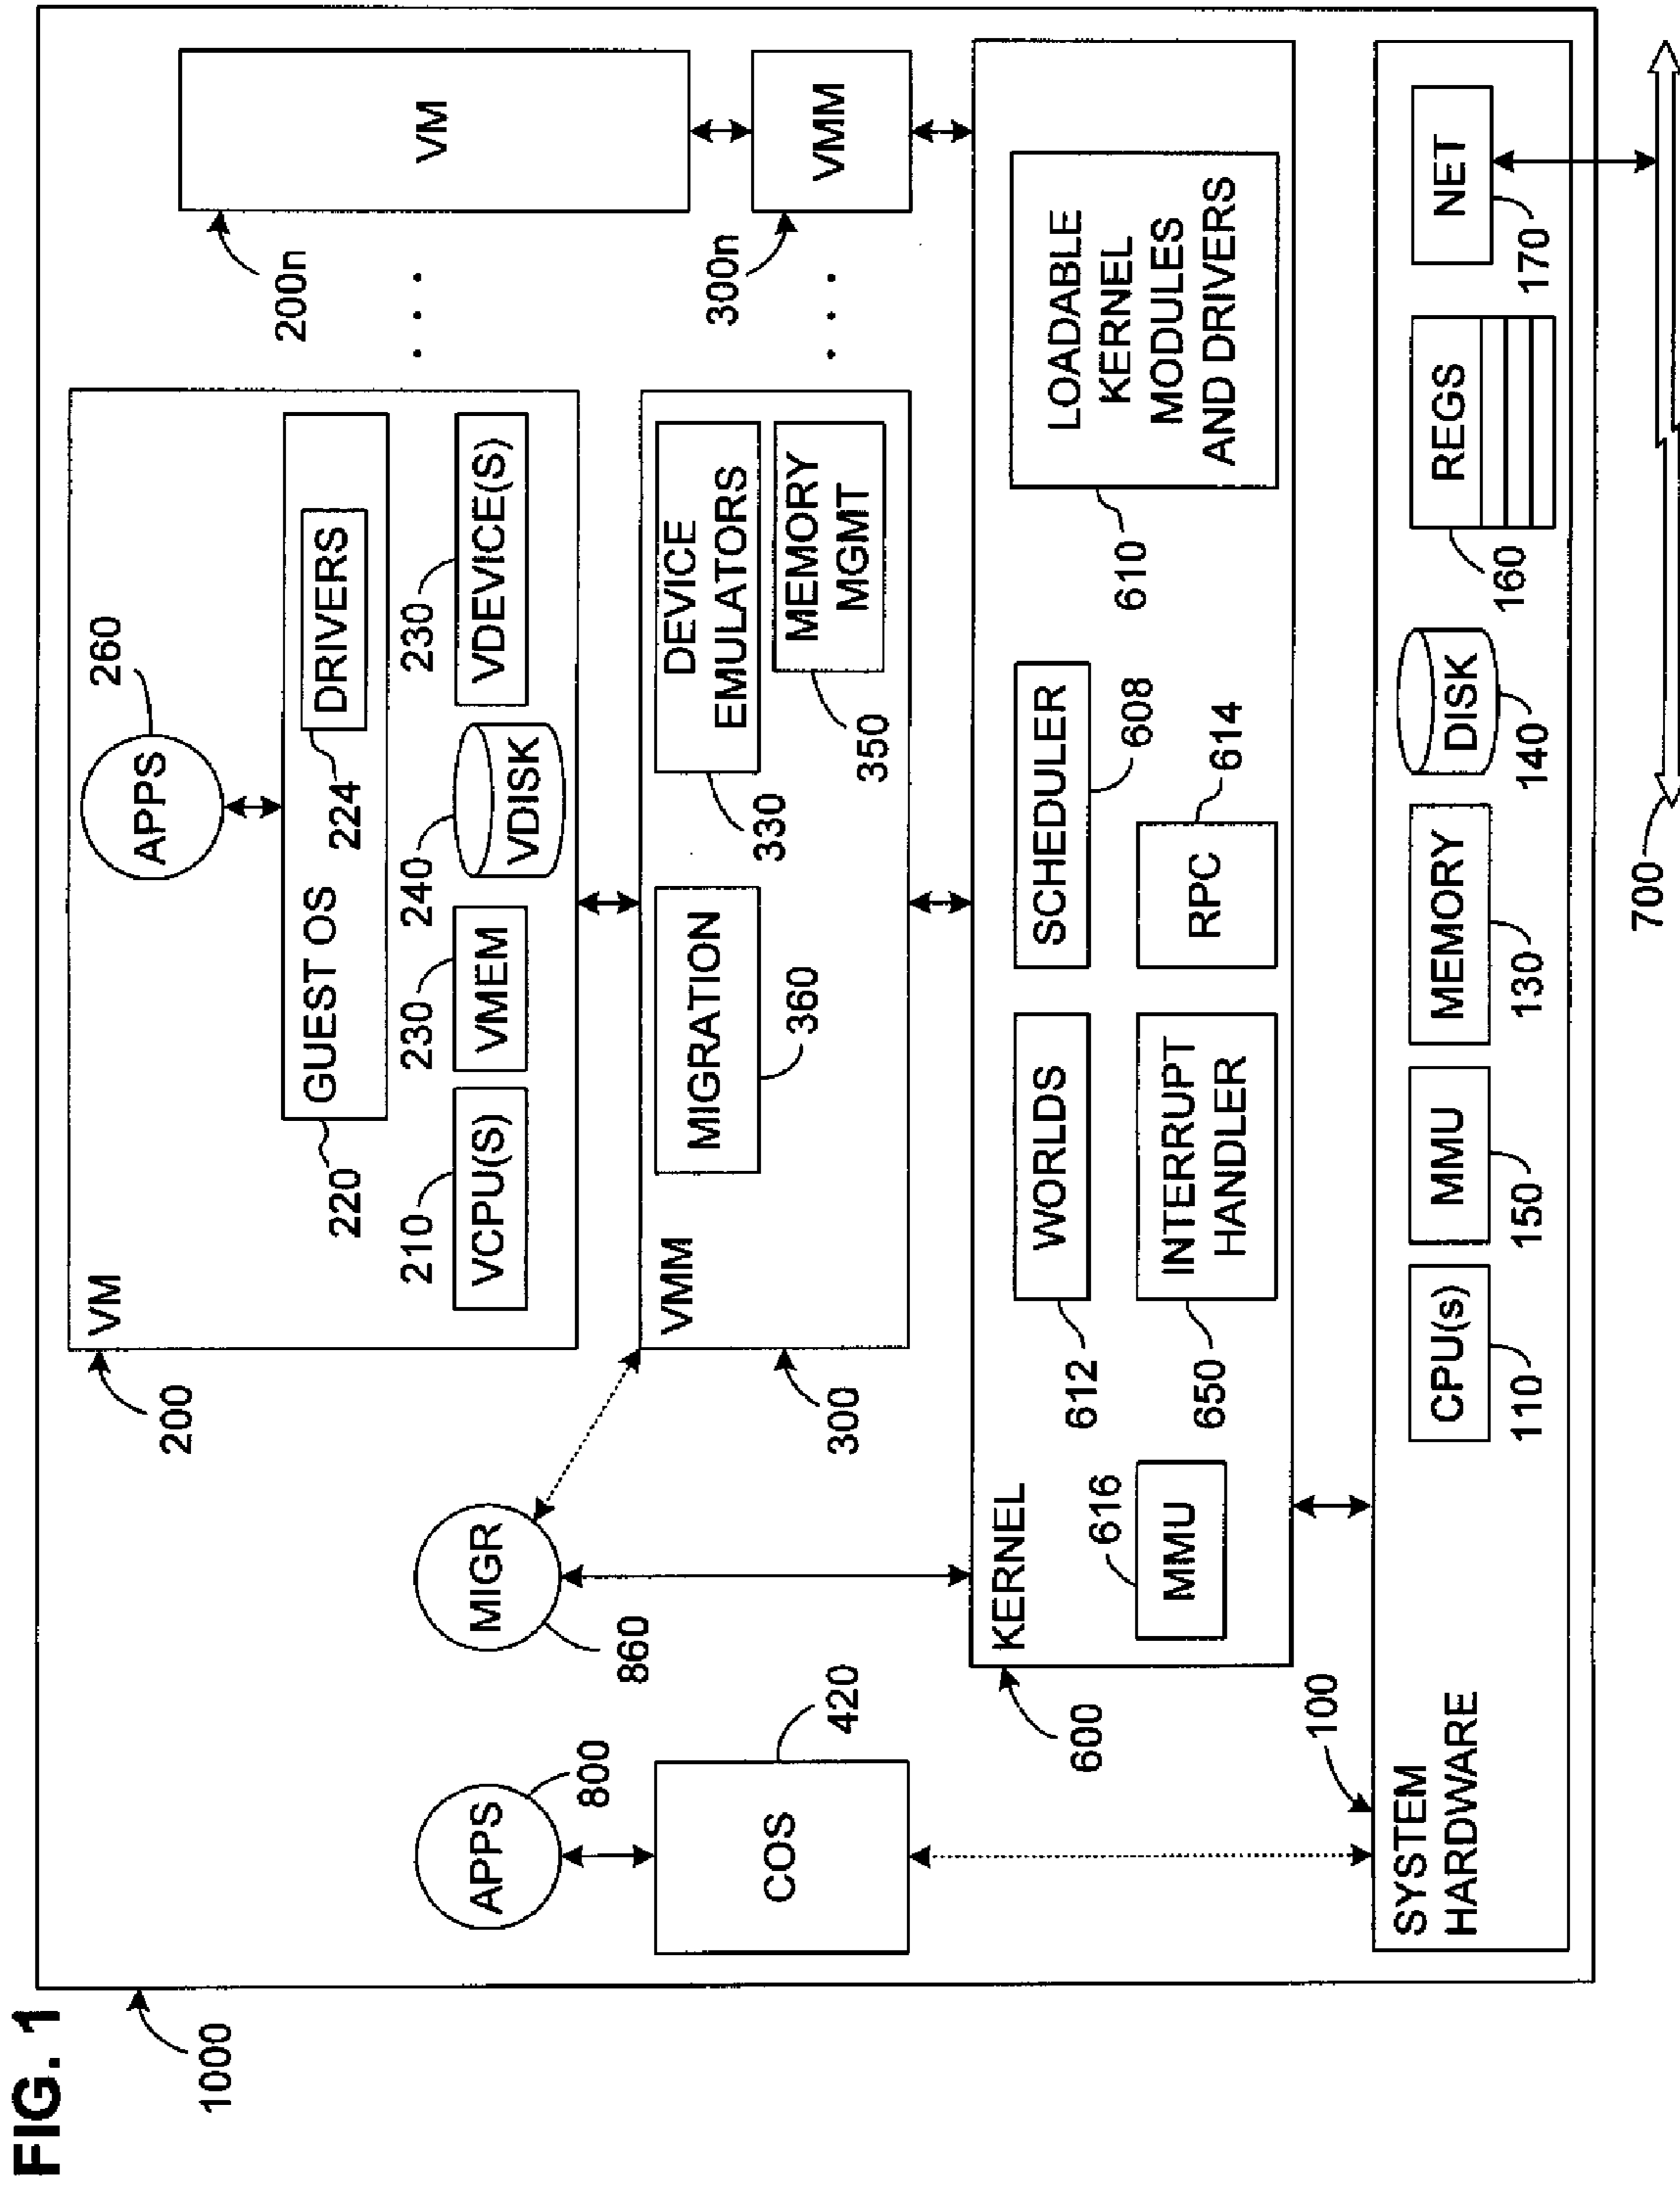 FIG. 1
1000
200
VM
APPS
260
GUEST OS
DRIVERS
220
224
210
230
240
230
VCPU(S)
VMEM
VDISK
VDEVICE(S)
200n
VM
. . .
APPS
800
MIGR
860
300
VMM
MIGRATION
360
DEVICE
EMULATORS
330
MEMORY
MGMT
350
300n
VMM
. . .
COS
420
600
KERNEL
616
MMU
612
WORLDS
SCHEDULER
608
650
INTERRUPT
HANDLER
RPC
614
610
LOADABLE
KERNEL
MODULES
AND DRIVERS
100
SYSTEM
HARDWARE
CPU(s)
MMU
MEMORY
DISK
REGS
NET
110
150
130
140
160
170
700